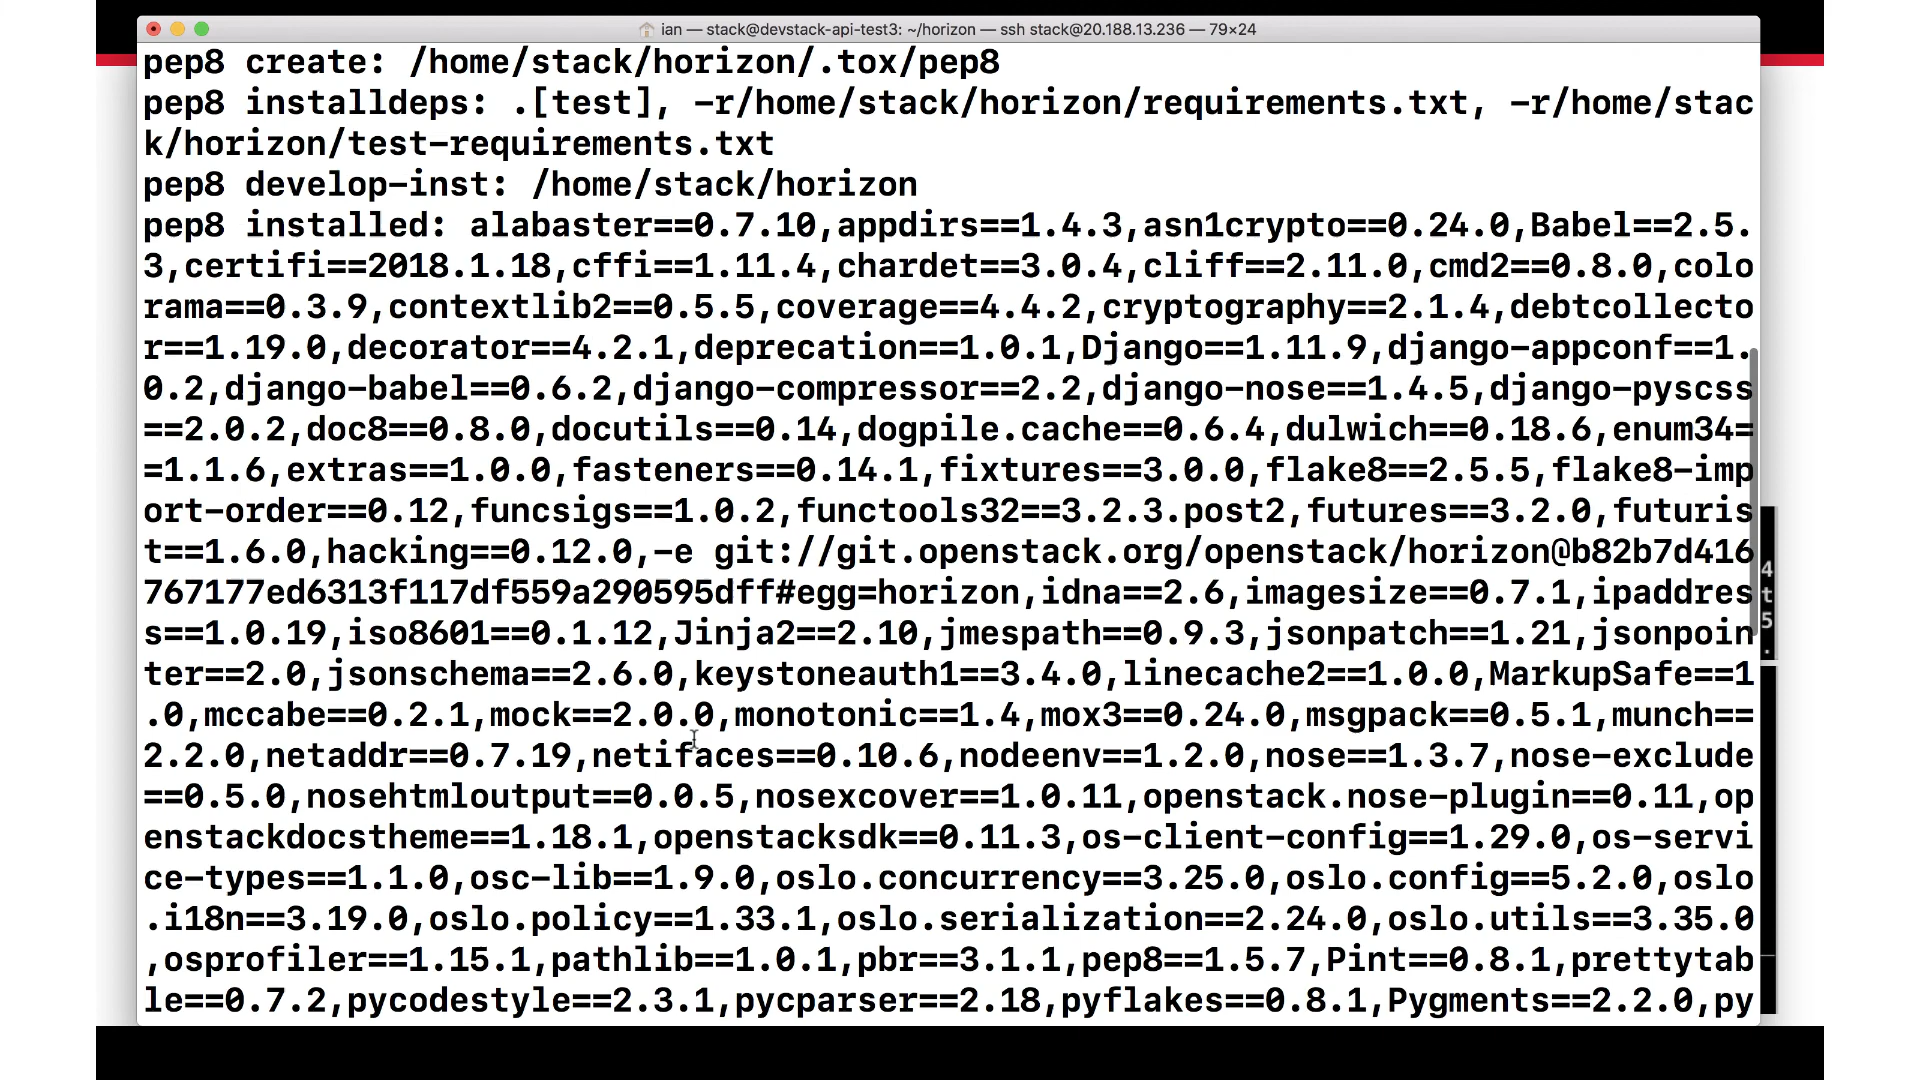 ian — stack@devstack-api-test3: ~/horizon — ssh stack@20.188.13.236 — 79×24
pep8 create: /home/stack/horizon/.tox/pep8
pep8 installdeps: .[test], -r/home/stack/horizon/requirements.txt, -r/home/stac
k/horizon/test-requirements.txt
pep8 develop-inst: /home/stack/horizon
pep8 installed: alabaster==0.7.10,appdirs==1.4.3,asn1crypto==0.24.0,Babel==2.5.
3,certifi==2018.1.18,cffi==1.11.4,chardet==3.0.4,cliff==2.11.0,cmd2==0.8.0,colo
rama==0.3.9,contextlib2==0.5.5,coverage==4.4.2,cryptography==2.1.4,debtcollecto
r==1.19.0,decorator==4.2.1,deprecation==1.0.1,Django==1.11.9,django-appconf==1.
0.2,django-babel==0.6.2,django-compressor==2.2,django-nose==1.4.5,django-pyscss
==2.0.2,doc8==0.8.0,docutils==0.14,dogpile.cache==0.6.4,dulwich==0.18.6,enum34=
=1.1.6,extras==1.0.0,fasteners==0.14.1,fixtures==3.0.0,flake8==2.5.5,flake8-imp
ort-order==0.12,funcsigs==1.0.2,functools32==3.2.3.post2,futures==3.2.0,futuris
t==1.6.0,hacking==0.12.0,-e git://git.openstack.org/openstack/horizon@b82b7d416
767177ed6313f117df559a290595dff#egg=horizon,idna==2.6,imagesize==0.7.1,ipaddres
s==1.0.19,iso8601==0.1.12,Jinja2==2.10,jmespath==0.9.3,jsonpatch==1.21,jsonpoin
ter==2.0,jsonschema==2.6.0,keystoneauth1==3.4.0,linecache2==1.0.0,MarkupSafe==1
.0,mccabe==0.2.1,mock==2.0.0,monotonic==1.4,mox3==0.24.0,msgpack==0.5.1,munch==
2.2.0,netaddr==0.7.19,netifaces==0.10.6,nodeenv==1.2.0,nose==1.3.7,nose-exclude
==0.5.0,nosehtmloutput==0.0.5,nosexcover==1.0.11,openstack.nose-plugin==0.11,op
enstackdocstheme==1.18.1,openstacksdk==0.11.3,os-client-config==1.29.0,os-servi
ce-types==1.1.0,osc-lib==1.9.0,oslo.concurrency==3.25.0,oslo.config==5.2.0,oslo
.i18n==3.19.0,oslo.policy==1.33.1,oslo.serialization==2.24.0,oslo.utils==3.35.0
,osprofiler==1.15.1,pathlib==1.0.1,pbr==3.1.1,pep8==1.5.7,Pint==0.8.1,prettytab
le==0.7.2,pycodestyle==2.3.1,pycparser==2.18,pyflakes==0.8.1,Pygments==2.2.0,py
4
t
5
.